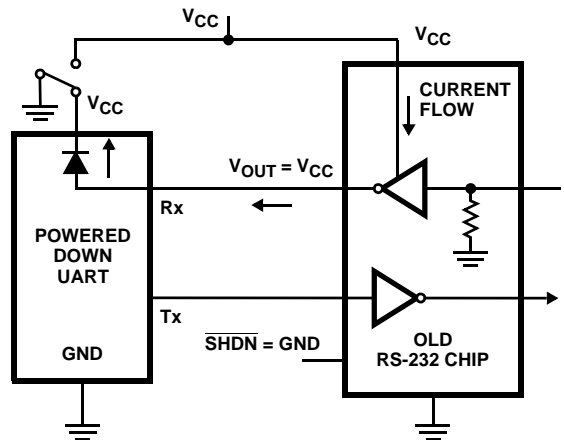 VCC
VCC
VCC
CURRENT
FLOW
VOUT = VCC
Rx
POWERED
DOWN
UART
Tx
GND
SHDN = GND
OLD
RS-232 CHIP